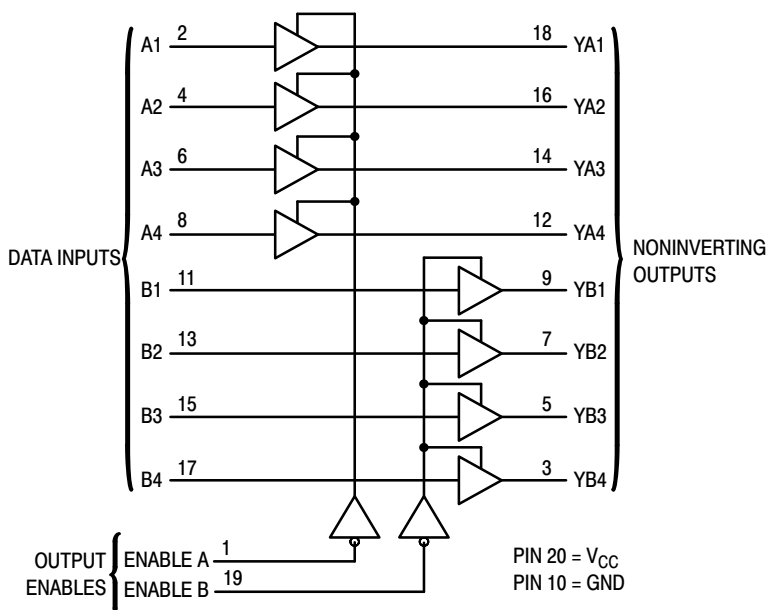 A1 2 18 YA1
A2 4 16 YA2
A3 6 14 YA3
A4 8 12 YA4
DATA INPUTS
NONINVERTING
OUTPUTS
B1 11 9 YB1
B2 13 7 YB2
B3 15 5 YB3
B4 17 3 YB4
OUTPUT
ENABLES
ENABLE A 1
ENABLE B 19
PIN 20 = VCC
PIN 10 = GND